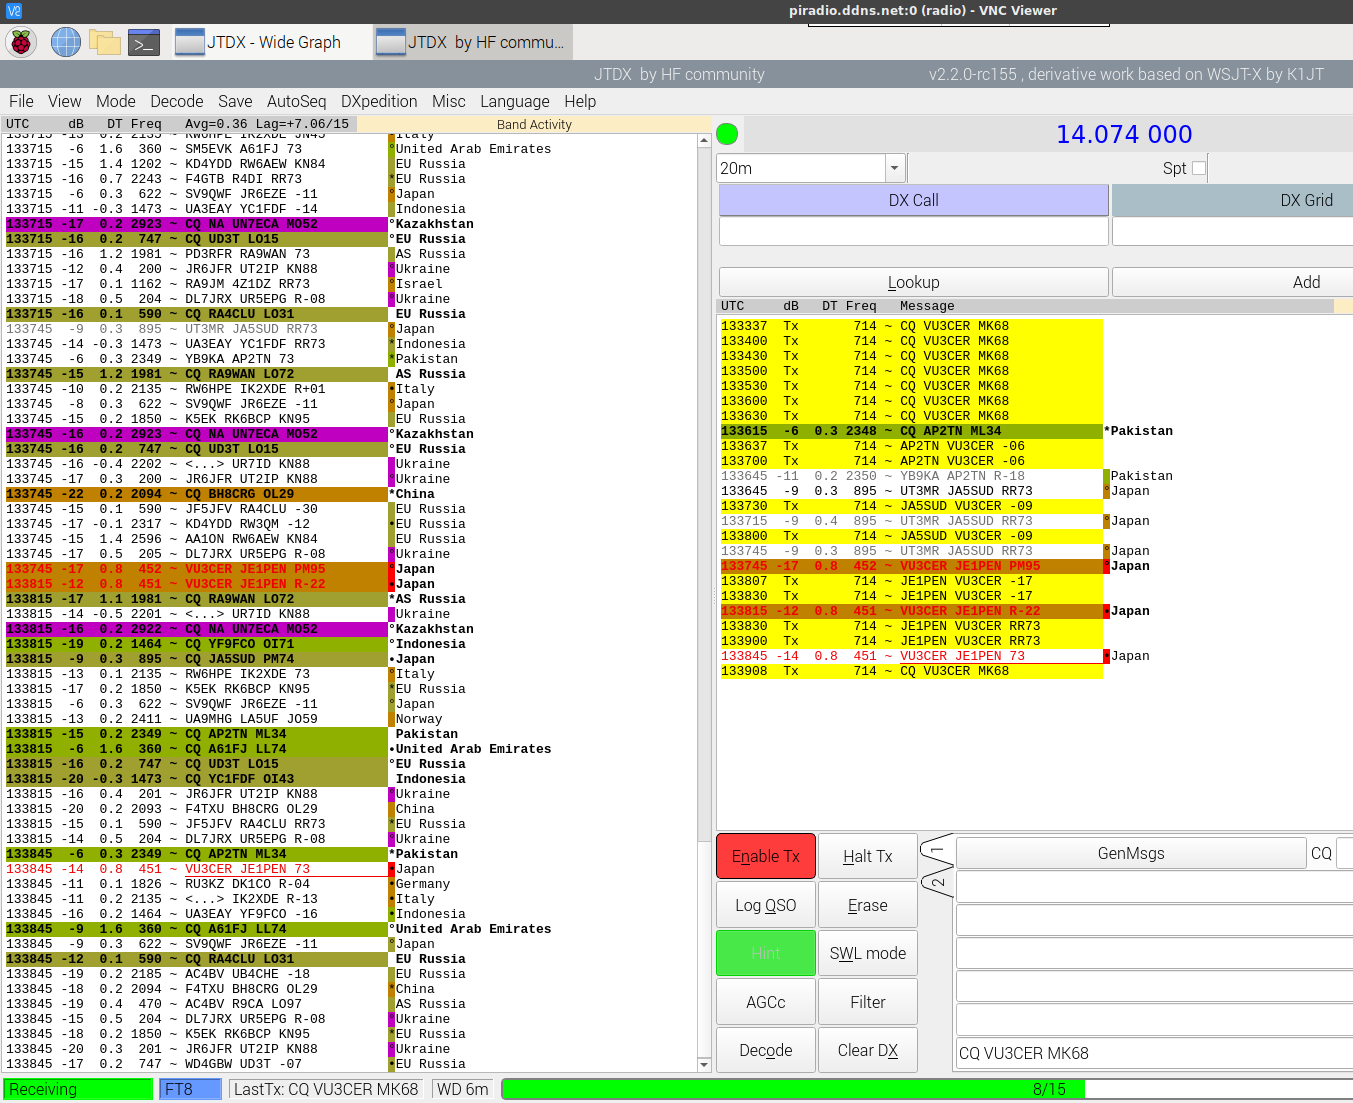 piradio.ddns.net:0 (radio) - VNC Viewer
JTDX - Wide Graph
JTDX by HF commu...
JTDX by HF community v2.2.0-rc155 , derivative work based on WSJT-X by K1JT
File View Mode Decode Save AutoSeq DXpedition Misc Language Help
UTC dB DT Freq Avg=0.36 Lag=+7.06/15 Band Activity
133715 -13 0.2 2135 ~ RW6HPE IK2XDE JN45 Italy
133715 -6 1.6 360 ~ SM5EVK A61FJ 73 °United Arab Emirates
133715 -15 1.4 1202 ~ KD4YDD RW6AEW KN84 EU Russia
133715 -16 0.7 2243 ~ F4GTB R4DI RR73 *EU Russia
133715 -6 0.3 622 ~ SV9QWF JR6EZE -11 °Japan
133715 -11 -0.3 1473 ~ UA3EAY YC1FDF -14 Indonesia
133715 -17 0.2 2923 ~ CQ NA UN7ECA MO52 °Kazakhstan
133715 -16 0.2 747 ~ CQ UD3T LO15 °EU Russia
133715 -16 1.2 1981 ~ PD3RFR RA9WAN 73 AS Russia
133715 -12 0.4 200 ~ JR6JFR UT2IP KN88 °Ukraine
133715 -17 0.1 1162 ~ RA9JM 4Z1DZ RR73 °Israel
133715 -18 0.5 204 ~ DL7JRX UR5EPG R-08 °Ukraine
133715 -16 0.1 590 ~ CQ RA4CLU LO31 EU Russia
133745 -9 0.3 895 ~ UT3MR JA5SUD RR73 °Japan
133745 -14 -0.3 1473 ~ UA3EAY YC1FDF RR73 *Indonesia
133745 -6 0.3 2349 ~ YB9KA AP2TN 73 *Pakistan
133745 -15 1.2 1981 ~ CQ RA9WAN LO72 AS Russia
133745 -10 0.2 2135 ~ RW6HPE IK2XDE R+01 •Italy
133745 -8 0.3 622 ~ SV9QWF JR6EZE -11 °Japan
133745 -15 0.2 1850 ~ K5EK RK6BCP KN95 EU Russia
133745 -16 0.2 2923 ~ CQ NA UN7ECA MO52 °Kazakhstan
133745 -16 0.2 747 ~ CQ UD3T LO15 °EU Russia
133745 -16 -0.4 2202 ~ <...> UR7ID KN88 Ukraine
133745 -17 0.3 200 ~ JR6JFR UT2IP KN88 °Ukraine
133745 -22 0.2 2094 ~ CQ BH8CRG OL29 *China
133745 -15 0.1 590 ~ JF5JFV RA4CLU -30 EU Russia
133745 -17 -0.1 2317 ~ KD4YDD RW3QM -12 •EU Russia
133745 -15 1.4 2596 ~ AA1ON RW6AEW KN84 EU Russia
133745 -17 0.5 205 ~ DL7JRX UR5EPG R-08 °Ukraine
133745 -17 0.8 452 ~ VU3CER JE1PEN PM95 °Japan
133815 -12 0.8 451 ~ VU3CER JE1PEN R-22 •Japan
133815 -17 1.1 1981 ~ CQ RA9WAN LO72 *AS Russia
133815 -14 -0.5 2201 ~ <...> UR7ID KN88 Ukraine
133815 -16 0.2 2922 ~ CQ NA UN7ECA MO52 °Kazakhstan
133815 -19 0.2 1464 ~ CQ YF9FCO OI71 °Indonesia
133815 -9 0.3 895 ~ CQ JA5SUD PM74 •Japan
133815 -13 0.1 2135 ~ RW6HPE IK2XDE 73 °Italy
133815 -17 0.2 1850 ~ K5EK RK6BCP KN95 *EU Russia
133815 -6 0.3 622 ~ SV9QWF JR6EZE -11 °Japan
133815 -13 0.2 2411 ~ UA9MHG LA5UF JO59 Norway
133815 -15 0.2 2349 ~ CQ AP2TN ML34 Pakistan
133815 -6 1.6 360 ~ CQ A61FJ LL74 •United Arab Emirates
133815 -16 0.2 747 ~ CQ UD3T LO15 °EU Russia
133815 -20 -0.3 1473 ~ CQ YC1FDF OI43 Indonesia
133815 -16 0.4 201 ~ JR6JFR UT2IP KN88 °Ukraine
133815 -20 0.2 2093 ~ F4TXU BH8CRG OL29 China
133815 -15 0.1 590 ~ JF5JFV RA4CLU RR73 *EU Russia
133815 -14 0.5 204 ~ DL7JRX UR5EPG R-08 °Ukraine
133845 -6 0.3 2349 ~ CQ AP2TN ML34 *Pakistan
133845 -14 0.8 451 ~ VU3CER JE1PEN 73 •Japan
133845 -11 0.1 1826 ~ RU3KZ DK1CO R-04 •Germany
133845 -11 0.2 2135 ~ <...> IK2XDE R-13 •Italy
133845 -16 0.2 1464 ~ UA3EAY YF9FCO -16 •Indonesia
133845 -9 1.6 360 ~ CQ A61FJ LL74 °United Arab Emirates
133845 -9 0.3 622 ~ SV9QWF JR6EZE -11 °Japan
133845 -12 0.1 590 ~ CQ RA4CLU LO31 EU Russia
133845 -19 0.2 2185 ~ AC4BV UB4CHE -18 EU Russia
133845 -18 0.2 2094 ~ F4TXU BH8CRG OL29 *China
133845 -19 0.4 470 ~ AC4BV R9CA LO97 AS Russia
133845 -15 0.5 204 ~ DL7JRX UR5EPG R-08 °Ukraine
133845 -18 0.2 1850 ~ K5EK RK6BCP KN95 *EU Russia
133845 -20 0.3 201 ~ JR6JFR UT2IP KN88 °Ukraine
133845 -17 0.2 747 ~ WD4GBW UD3T -07 •EU Russia
14.074 000
20m Spt
DX Call DX Grid
Lookup Add
UTC dB DT Freq Message
133337 Tx 714 ~ CQ VU3CER MK68
133400 Tx 714 ~ CQ VU3CER MK68
133430 Tx 714 ~ CQ VU3CER MK68
133500 Tx 714 ~ CQ VU3CER MK68
133530 Tx 714 ~ CQ VU3CER MK68
133600 Tx 714 ~ CQ VU3CER MK68
133630 Tx 714 ~ CQ VU3CER MK68
133615 -6 0.3 2348 ~ CQ AP2TN ML34 *Pakistan
133637 Tx 714 ~ AP2TN VU3CER -06
133700 Tx 714 ~ AP2TN VU3CER -06
133645 -11 0.2 2350 ~ YB9KA AP2TN R-18 Pakistan
133645 -9 0.3 895 ~ UT3MR JA5SUD RR73 °Japan
133730 Tx 714 ~ JA5SUD VU3CER -09
133715 -9 0.4 895 ~ UT3MR JA5SUD RR73 °Japan
133800 Tx 714 ~ JA5SUD VU3CER -09
133745 -9 0.3 895 ~ UT3MR JA5SUD RR73 °Japan
133745 -17 0.8 452 ~ VU3CER JE1PEN PM95 °Japan
133807 Tx 714 ~ JE1PEN VU3CER -17
133830 Tx 714 ~ JE1PEN VU3CER -17
133815 -12 0.8 451 ~ VU3CER JE1PEN R-22 •Japan
133830 Tx 714 ~ JE1PEN VU3CER RR73
133900 Tx 714 ~ JE1PEN VU3CER RR73
133845 -14 0.8 451 ~ VU3CER JE1PEN 73 •Japan
133908 Tx 714 ~ CQ VU3CER MK68
Enable Tx Halt Tx
Log QSO Erase
Hint SWL mode
AGCc Filter
Decode Clear DX
1
2
GenMsgs CQ
CQ VU3CER MK68
Receiving FT8 LastTx: CQ VU3CER MK68 WD 6m 8/15